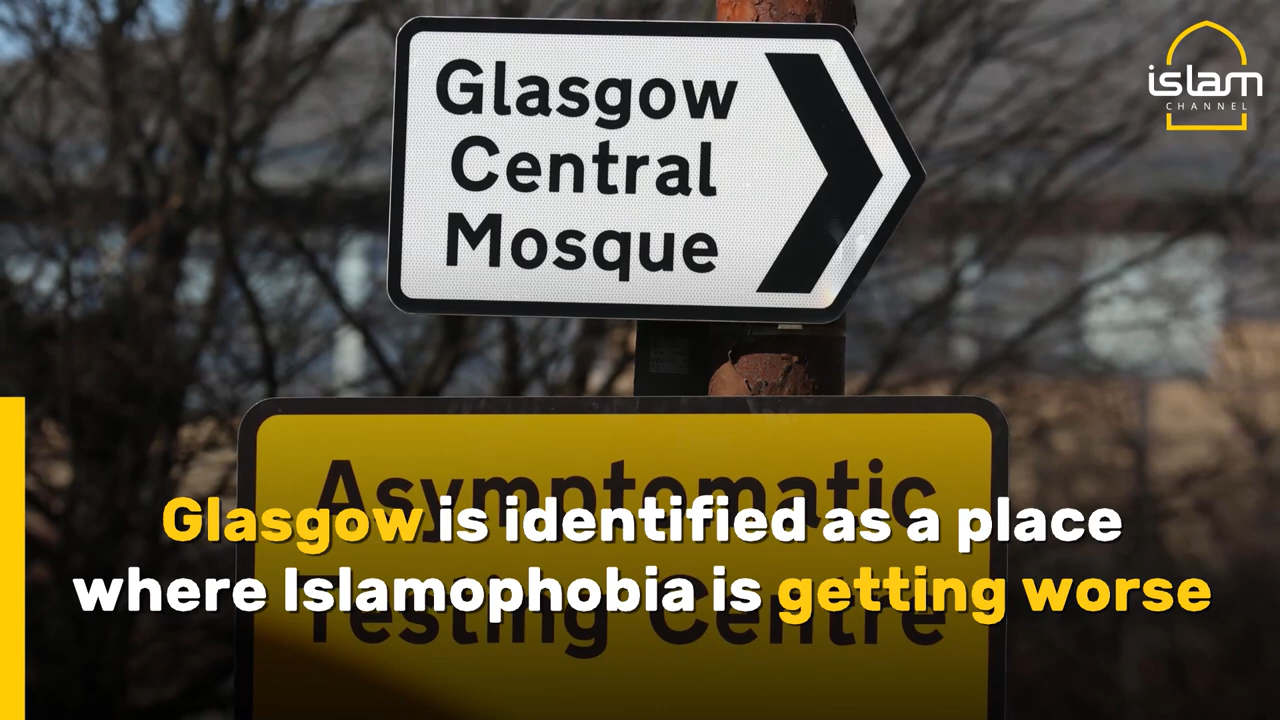 Glasgow
Central
Mosque
islam
CHANNEL
Asymptomatic
Testing Centre
Glasgow is identified as a place
where Islamophobia is getting worse